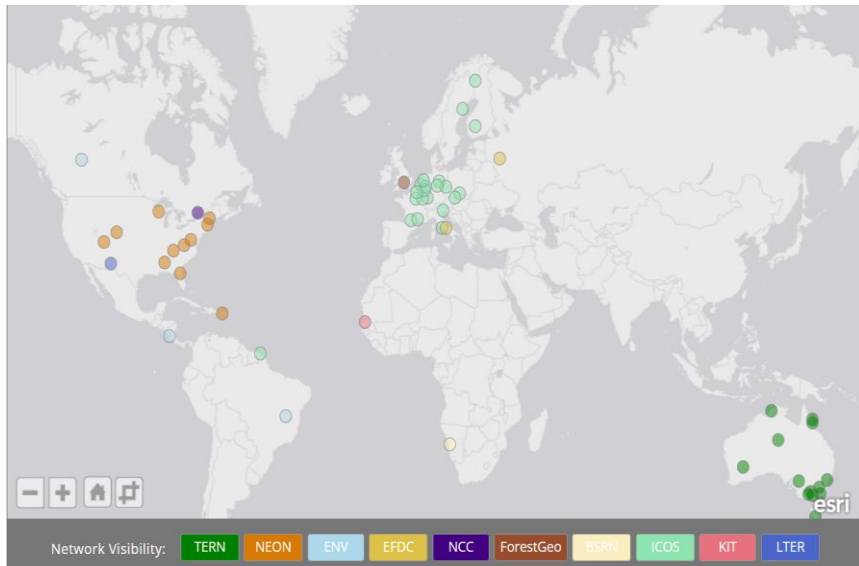 esri
Network Visibility: TERN NEON ENV EFDC NCC ForestGeo BSRN ICOS KIT LTER